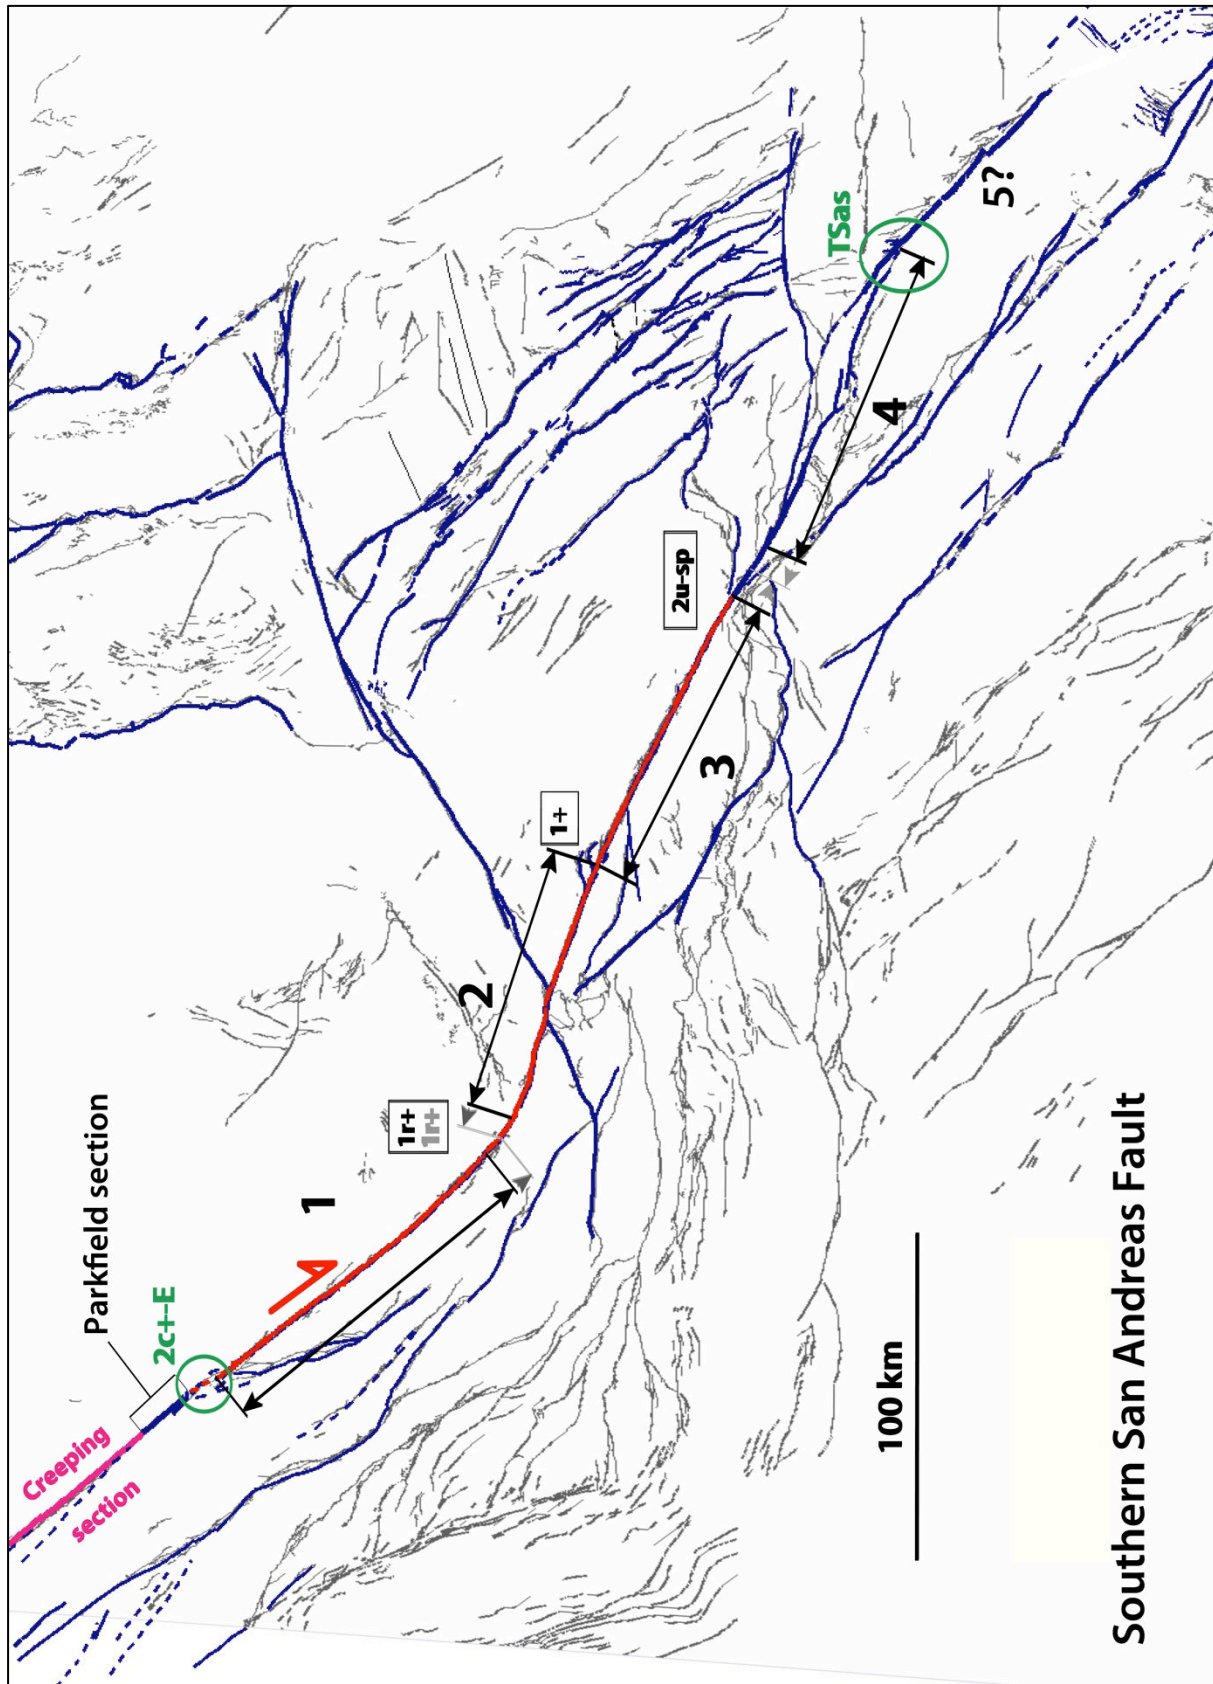 Parkfield section
Creeping
section
2c+-E
1
1r+
1r+
2
1+
3
2u-sp
4
TSas
5?
100 km
Southern San Andreas Fault